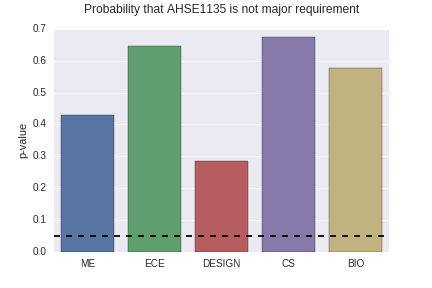 Probability that AHSE1135 is not major requirement
0.7
0.6
0.5
0.4
0.3
0.2
0.1
0.0
p-value
ME ECE DESIGN CS BIO